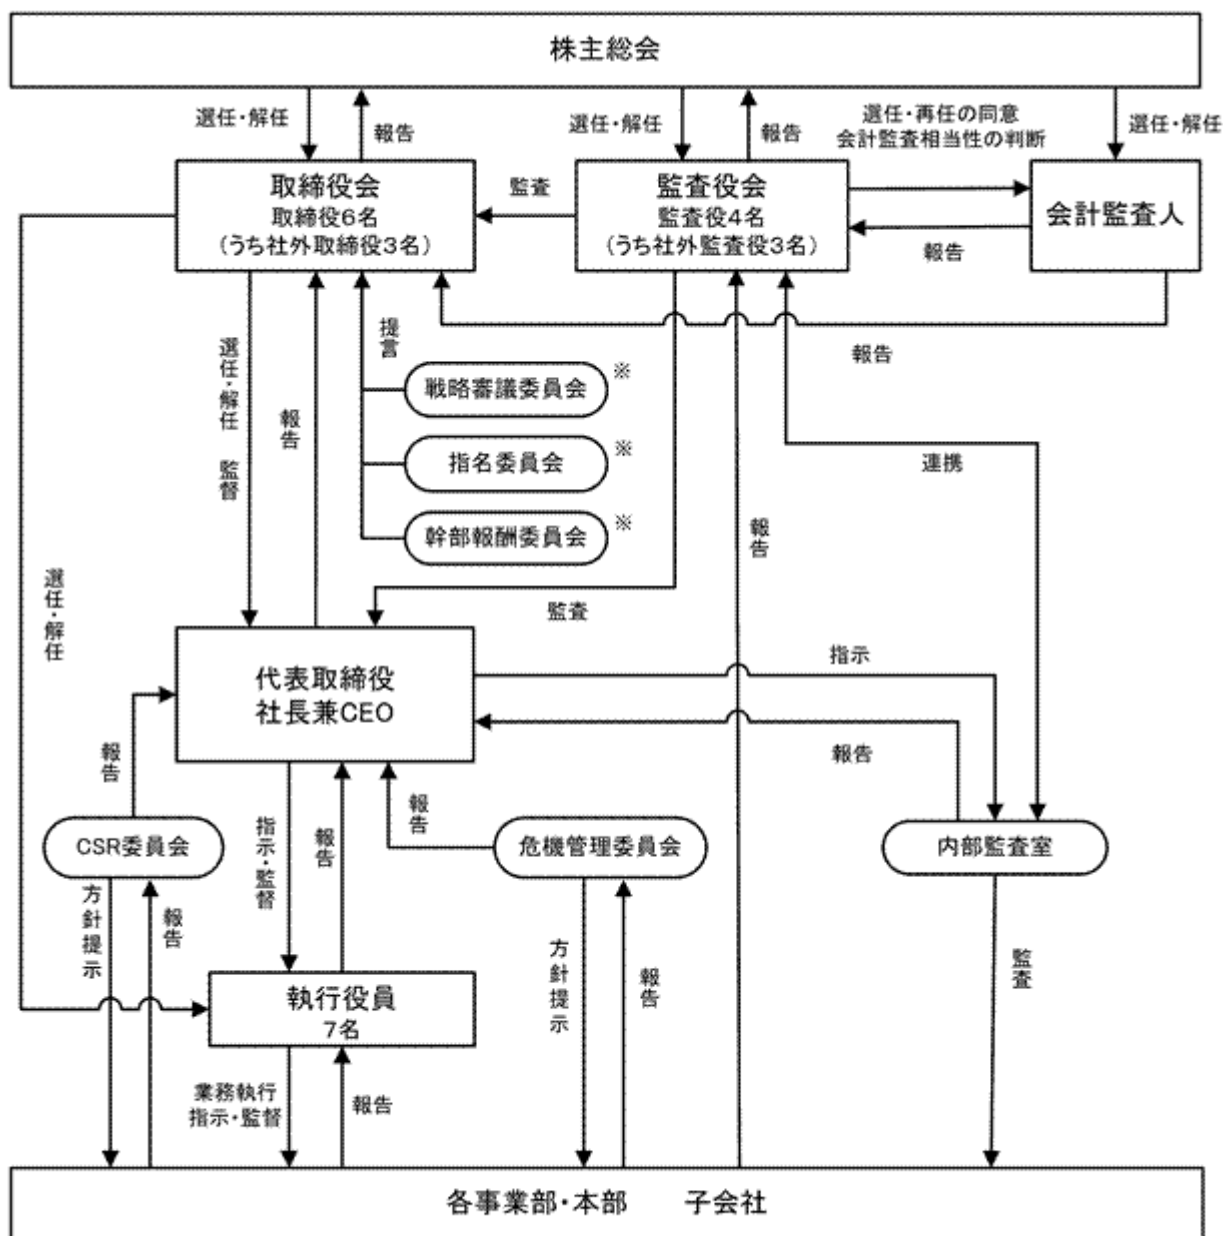 株主総会
選任・解任
報告
選任・解任
報告
選任・再任の同意
会計監査相当性の判断
選任・解任
取締役会
取締役6名
(うち社外取締役3名)
監査
監査役会
監査役4名
(うち社外監査役3名)
報告
会計監査人
報告
選任・解任 監督
報告
提言
戦略審議委員会 ※
指名委員会 ※
幹部報酬委員会 ※
連携
報告
選任・解任
監査
代表取締役
社長兼CEO
指示
報告
報告
報告
CSR委員会
指示・監督
報告
危機管理委員会
内部監査室
方針提示
報告
方針提示
報告
監査
執行役員
7名
業務執行
指示・監督
報告
各事業部・本部 子会社